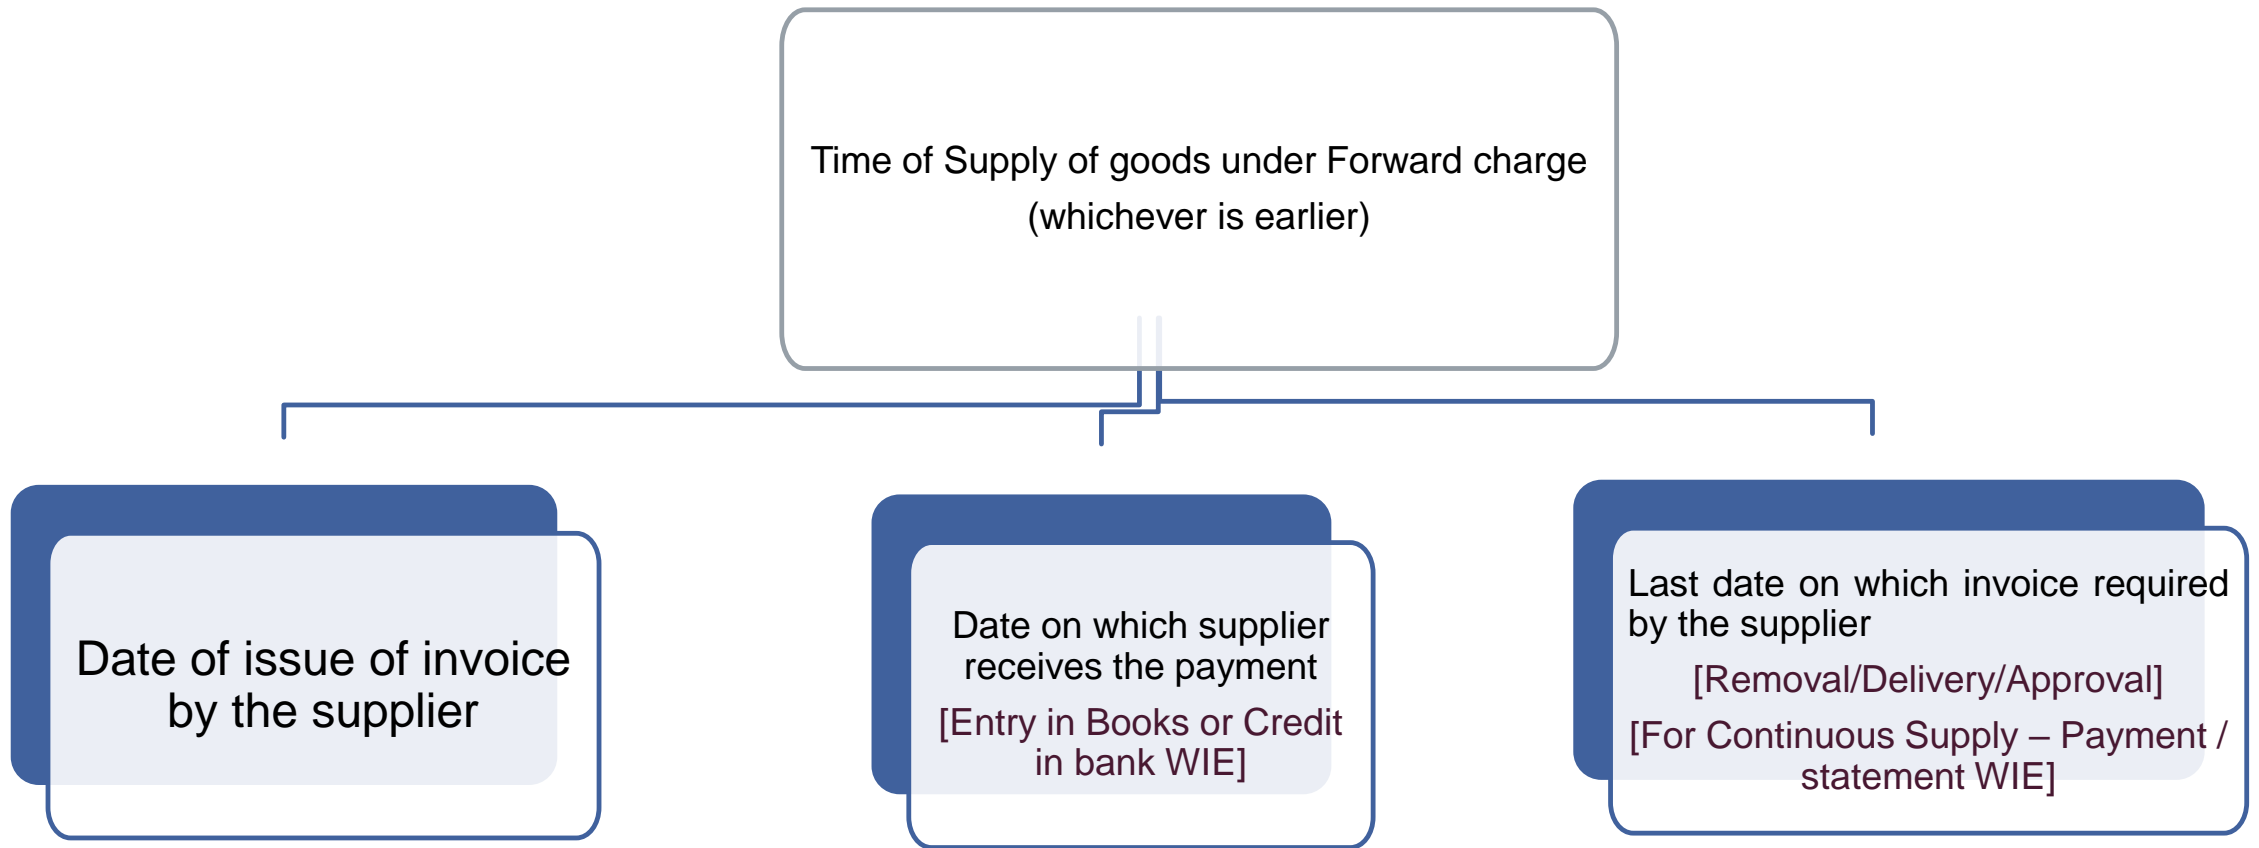 Time of Supply of goods under Forward charge
(whichever is earlier)
Date of issue of invoice
by the supplier
Date on which supplier
receives the payment
[Entry in Books or Credit
in bank WIE]
Last date on which invoice required
by the supplier
[Removal/Delivery/Approval]
[For Continuous Supply – Payment /
statement WIE]